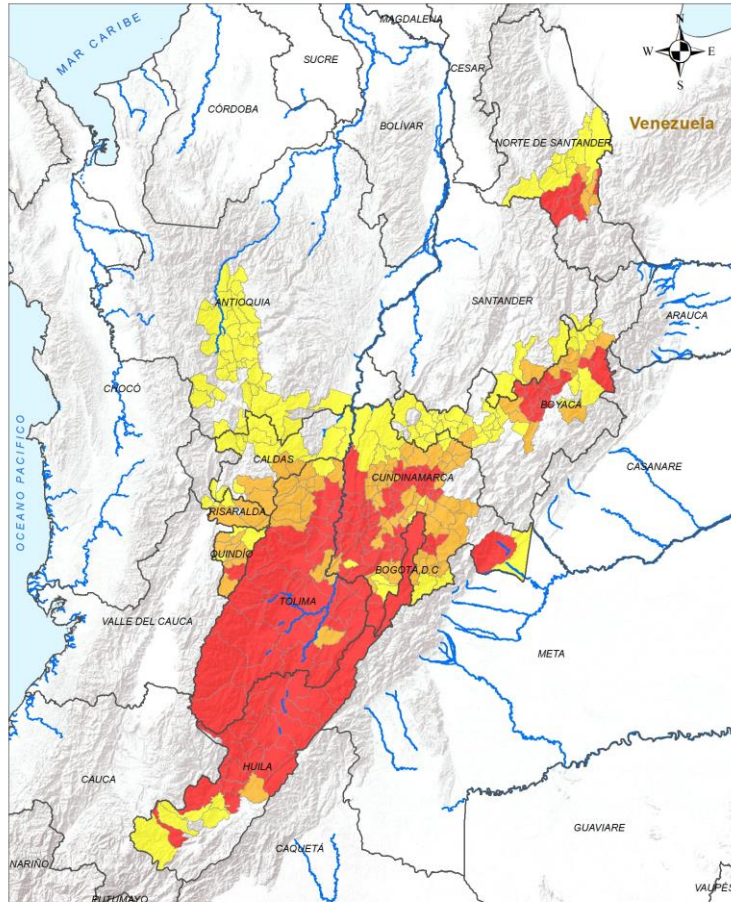 MAGDALENA
N
W E
S
MAR CARIBE
SUCRE
CESAR
CÓRDOBA
BOLÍVAR
Venezuela
NORTE DE SANTANDER
ANTIOQUIA
SANTANDER
ARAUCA
CHOCÓ
BOYACÁ
OCEANO PACIFICO
CALDAS
CUNDINAMARCA
CASANARE
RISARALDA
QUINDÍO
BOGOTÁ, D.C
TOLIMA
VALLE DEL CAUCA
META
HUILA
CAUCA
GUAVIARE
CAQUETÁ
NARIÑO
PUTUMAYO
VAUPÉS